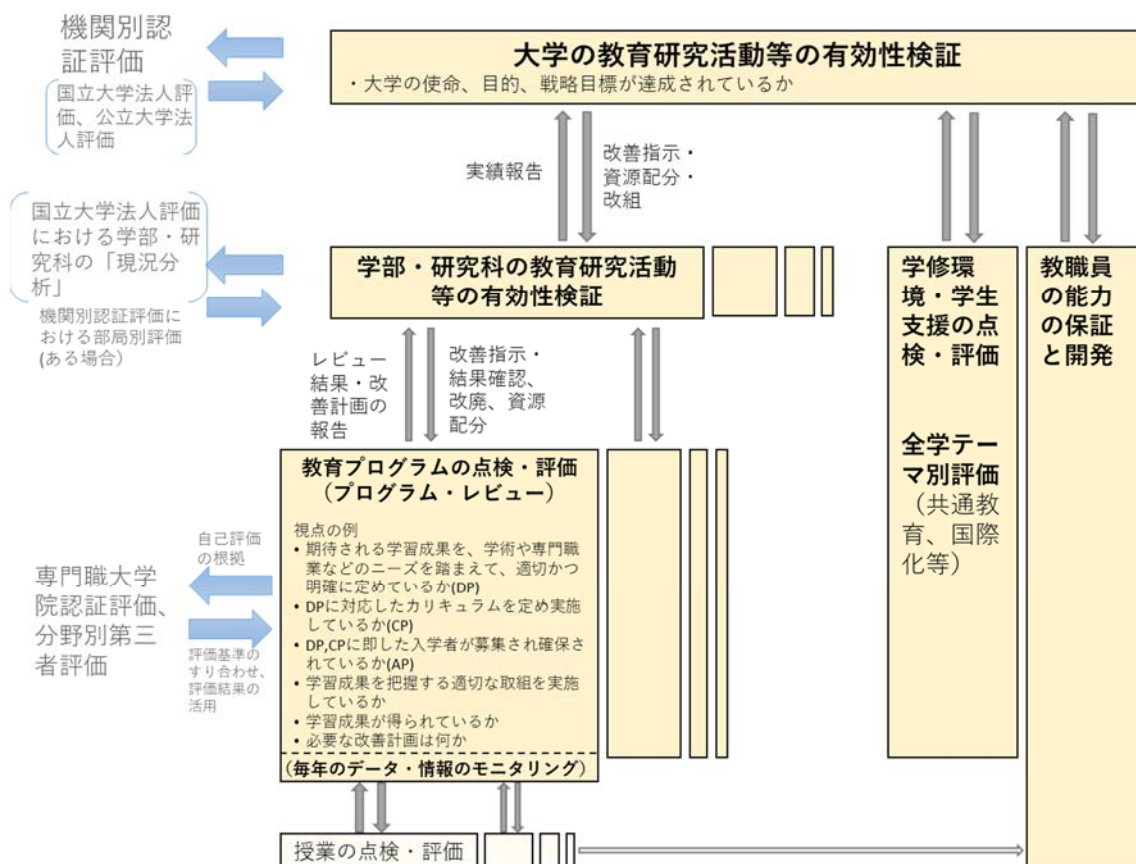 機関別認
証評価
国立大学法人評
価、公立大学法
人評価
大学の教育研究活動等の有効性検証
・大学の使命、目的、戦略目標が達成されているか
実績報告
改善指示・
資源配分・
改組
国立大学法人評価
における学部・研
究科の「現況分
析」
機関別認証評価に
おける部局別評価
(ある場合)
学部・研究科の教育研究活動
等の有効性検証
学修環
境・学生
支援の点
検・評価
全学テー
マ別評価
（共通教
育、国際
化等）
教職員
の能力
の保証
と開発
レビュー
結果・改
善計画の
報告
改善指示・
結果確認、
改廃、資源
配分
教育プログラムの点検・評価
（プログラム・レビュー）
視点の例
• 期待される学習成果を、学術や専門職
業などのニーズを踏まえて、適切かつ
明確に定めているか(DP)
• DPに対応したカリキュラムを定め実施
しているか(CP)
• DP,CPに即した入学者が募集され確保さ
れているか(AP)
• 学習成果を把握する適切な取組を実施
しているか
• 学習成果が得られているか
• 必要な改善計画は何か
(毎年のデータ・情報のモニタリング)
自己評価
の根拠
専門職大学
院認証評価、
分野別第三
者評価
評価基準の
すり合わせ、
評価結果の
活用
授業の点検・評価